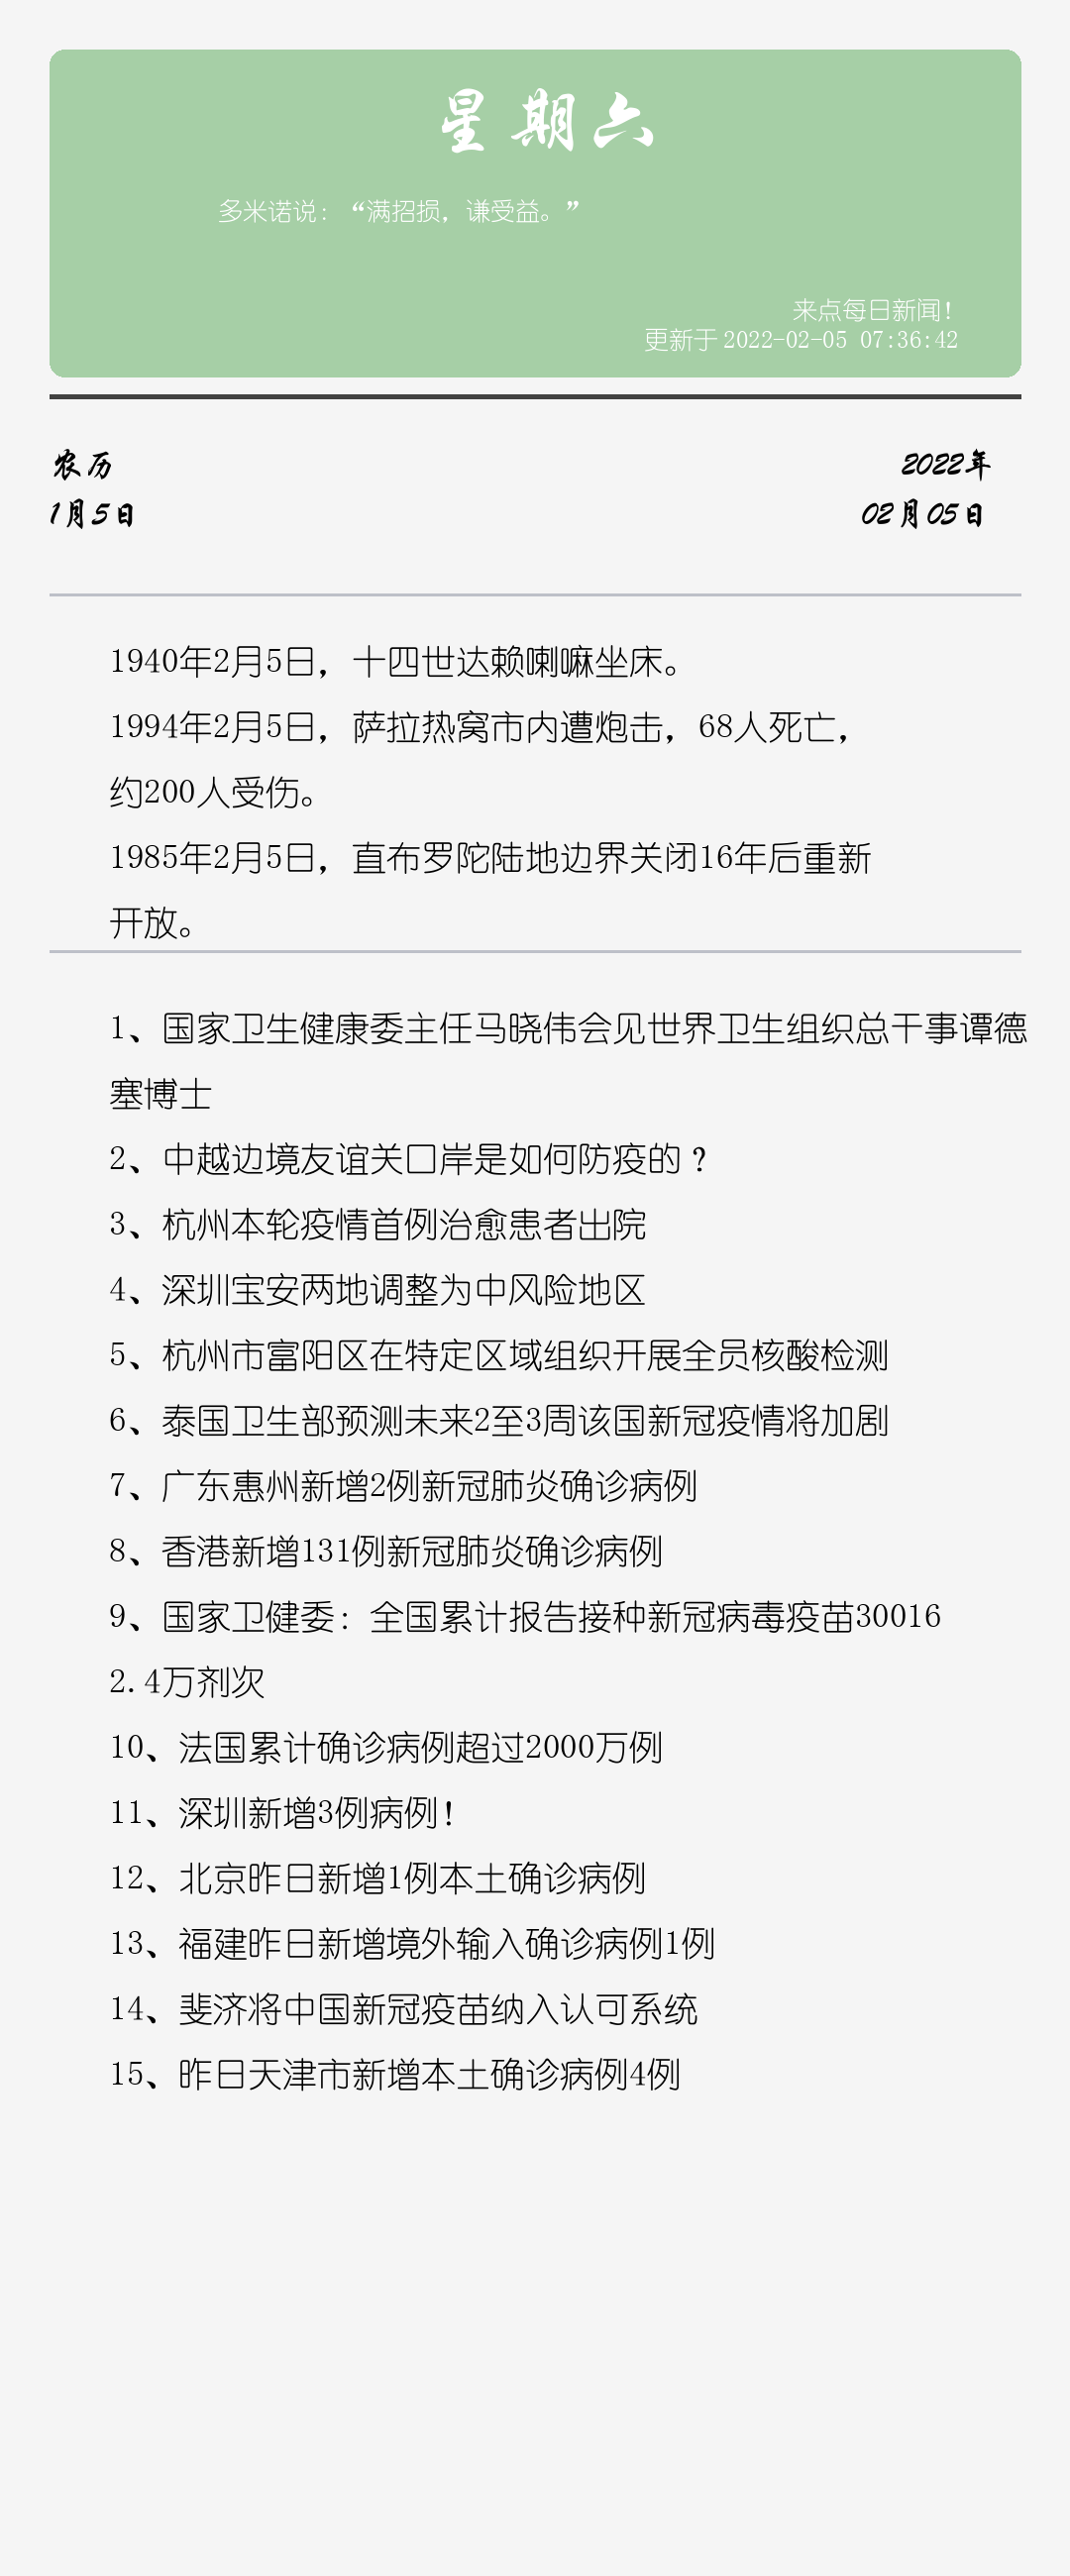 星期六
多米诺说：“满招损，谦受益。”
来点每日新闻！
更新于2022-02-05 07:36:42
农历
2022年
1月5日
02月05日
1940年2月5日，十四世达赖喇嘛坐床。
1994年2月5日，萨拉热窝市内遭炮击，68人死亡，
约200人受伤。
1985年2月5日，直布罗陀陆地边界关闭16年后重新
开放。
1、国家卫生健康委主任马晓伟会见世界卫生组织总干事谭德
塞博士
2、中越边境友谊关口岸是如何防疫的？
3、杭州本轮疫情首例治愈患者出院
4、深圳宝安两地调整为中风险地区
5、杭州市富阳区在特定区域组织开展全员核酸检测
6、泰国卫生部预测未来2至3周该国新冠疫情将加剧
7、广东惠州新增2例新冠肺炎确诊病例
8、香港新增131例新冠肺炎确诊病例
9、国家卫健委：全国累计报告接种新冠病毒疫苗30016
2.4万剂次
10、法国累计确诊病例超过2000万例
11、深圳新增3例病例！
12、北京昨日新增1例本土确诊病例
13、福建昨日新增境外输入确诊病例1例
14、斐济将中国新冠疫苗纳入认可系统
15、昨日天津市新增本土确诊病例4例